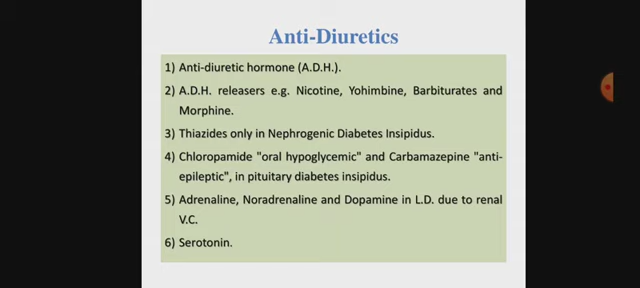 Anti-Diuretics
1) Anti-diuretic hormone (A.D.H.).
2) A.D.H. releasers e.g. Nicotine, Yohimbine, Barbiturates and
Morphine.
3) Thiazides only in Nephrogenic Diabetes Insipidus.
4) Chloropamide "oral hypoglycemic" and Carbamazepine "anti-
epileptic", in pituitary diabetes insipidus.
5) Adrenaline, Noradrenaline and Dopamine in L.D. due to renal
V.C.
6) Serotonin.